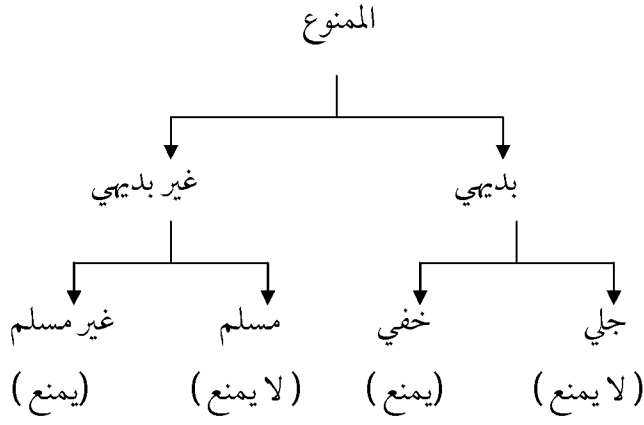 الممنوع
بديهي غير بديهي
جلي خفي مسلم غير مسلم
(لا يمنع) (يمنع) (لا يمنع) (يمنع)